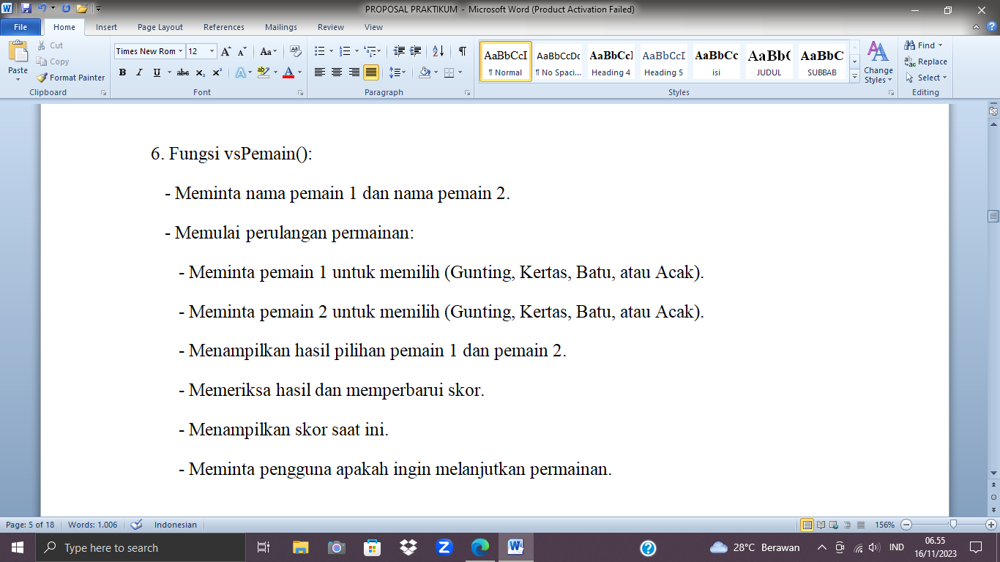 PROPOSAL PRAKTIKUM - Microsoft Word (Product Activation Failed)
File Home Insert Page Layout References Mailings Review View
Paste
Cut
Copy
Format Painter
Clipboard
Times New Rom 12
Font
Paragraph
AaBbCcI AaBbCcDc AaBbCcI AaBbCcI AaBbCc AaBb( AaBbC
¶ Normal ¶ No Spaci... Heading 4 Heading 5 isi JUDUL SUBBAB
Change Styles
Styles
Find
Replace
Select
Editing
6. Fungsi vsPemain():
- Meminta nama pemain 1 dan nama pemain 2.
- Memulai perulangan permainan:
- Meminta pemain 1 untuk memilih (Gunting, Kertas, Batu, atau Acak).
- Meminta pemain 2 untuk memilih (Gunting, Kertas, Batu, atau Acak).
- Menampilkan hasil pilihan pemain 1 dan pemain 2.
- Memeriksa hasil dan memperbarui skor.
- Menampilkan skor saat ini.
- Meminta pengguna apakah ingin melanjutkan permainan.
Page: 5 of 18 Words: 1.006 Indonesian 156%
Type here to search
28°C Berawan IND
06.55
16/11/2023